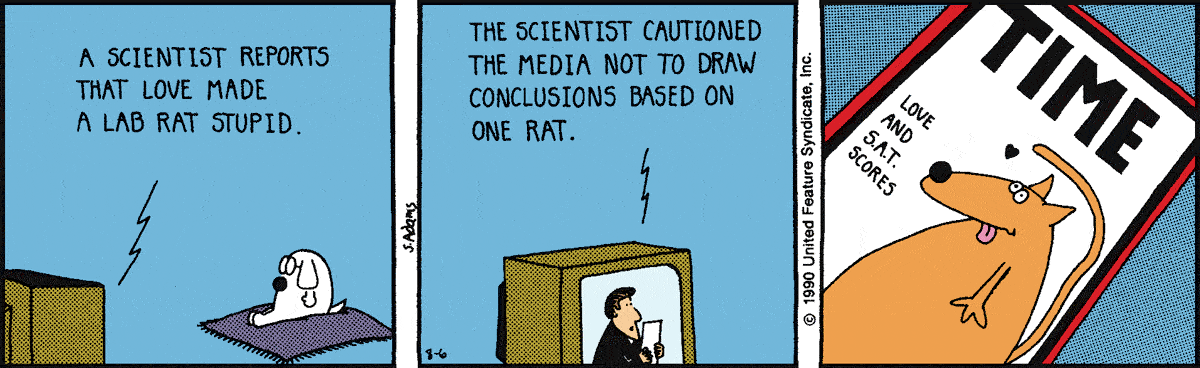 A SCIENTIST REPORTS
THAT LOVE MADE
A LAB RAT STUPID.
S.Adams
THE SCIENTIST CAUTIONED
THE MEDIA NOT TO DRAW
CONCLUSIONS BASED ON
ONE RAT.
8-6
© 1990 United Feature Syndicate, Inc.
TIME
LOVE
AND
S.A.T.
SCORES